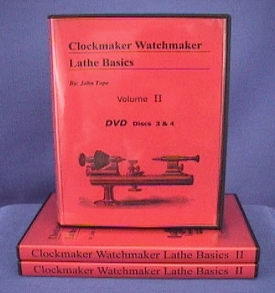 Clockmaker Watchmaker
Lathe Basics
By: John Tope
Volume II
DVD Discs 3 & 4
Clockmaker Watchmaker Lathe Basics II
Clockmaker Watchmaker Lathe Basics II